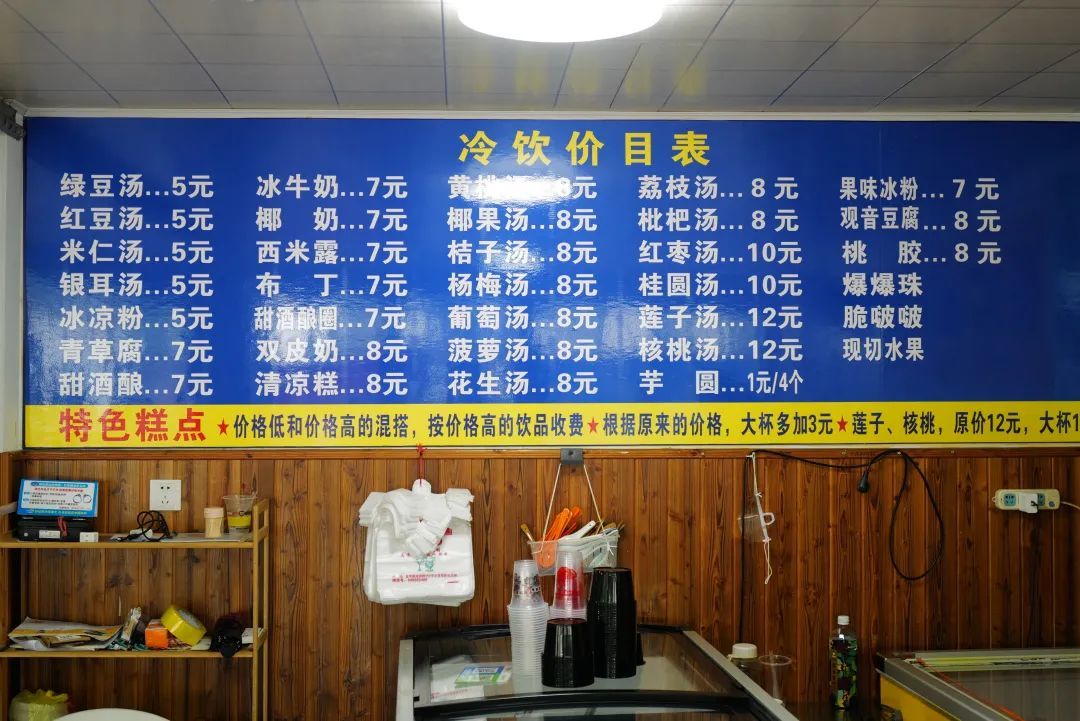 冷饮价目表
绿豆汤...5元 冰牛奶...7元 黄桃汤...8元 荔枝汤...8元 果味冰粉...7元
红豆汤...5元 椰奶...7元 椰果汤...8元 枇杷汤...8元 观音豆腐...8元
米仁汤...5元 西米露...7元 桔子汤...8元 红枣汤...10元 桃胶...8元
银耳汤...5元 布丁...7元 杨梅汤...8元 桂圆汤...10元 爆爆珠
冰凉粉...5元 甜酒酿圈...7元 葡萄汤...8元 莲子汤...12元 脆啵啵
青草腐...7元 双皮奶...8元 菠萝汤...8元 核桃汤...12元 现切水果
甜酒酿...7元 清凉糕...8元 花生汤...8元 芋圆...1元/4个
特色糕点 ★价格低和价格高的混搭，按价格高的饮品收费★根据原来的价格，大杯多加3元★莲子、核桃，原价12元，大杯1